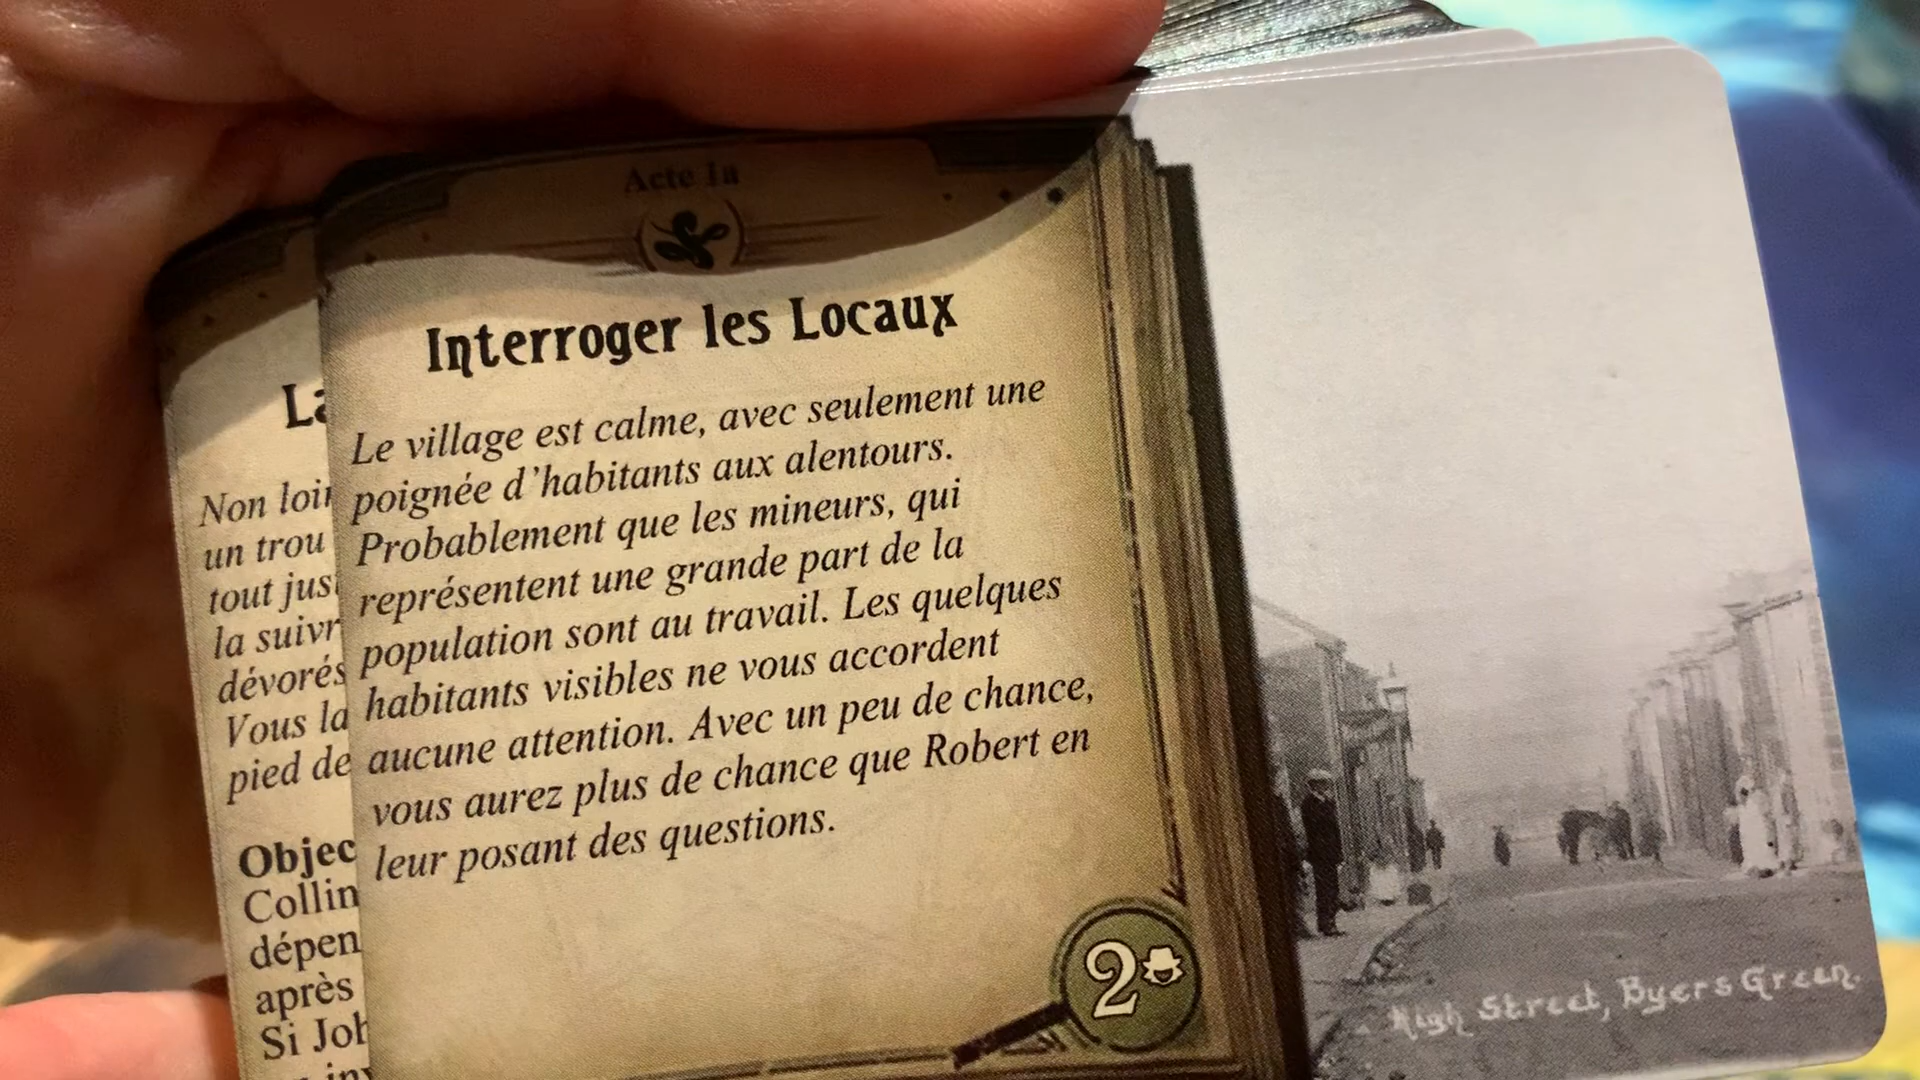 Acte 1a
Interroger les Locaux
Le village est calme, avec seulement une
poignée d'habitants aux alentours.
Probablement que les mineurs, qui
représentent une grande part de la
population sont au travail. Les quelques
habitants visibles ne vous accordent
aucune attention. Avec un peu de chance,
vous aurez plus de chance que Robert en
leur posant des questions.
2
La
Non loin
un trou
tout jus
la suivr
dévorés
Vous la
pied de
Objec
Collin
dépen
après
Si Joh
High Street, Byers Green.